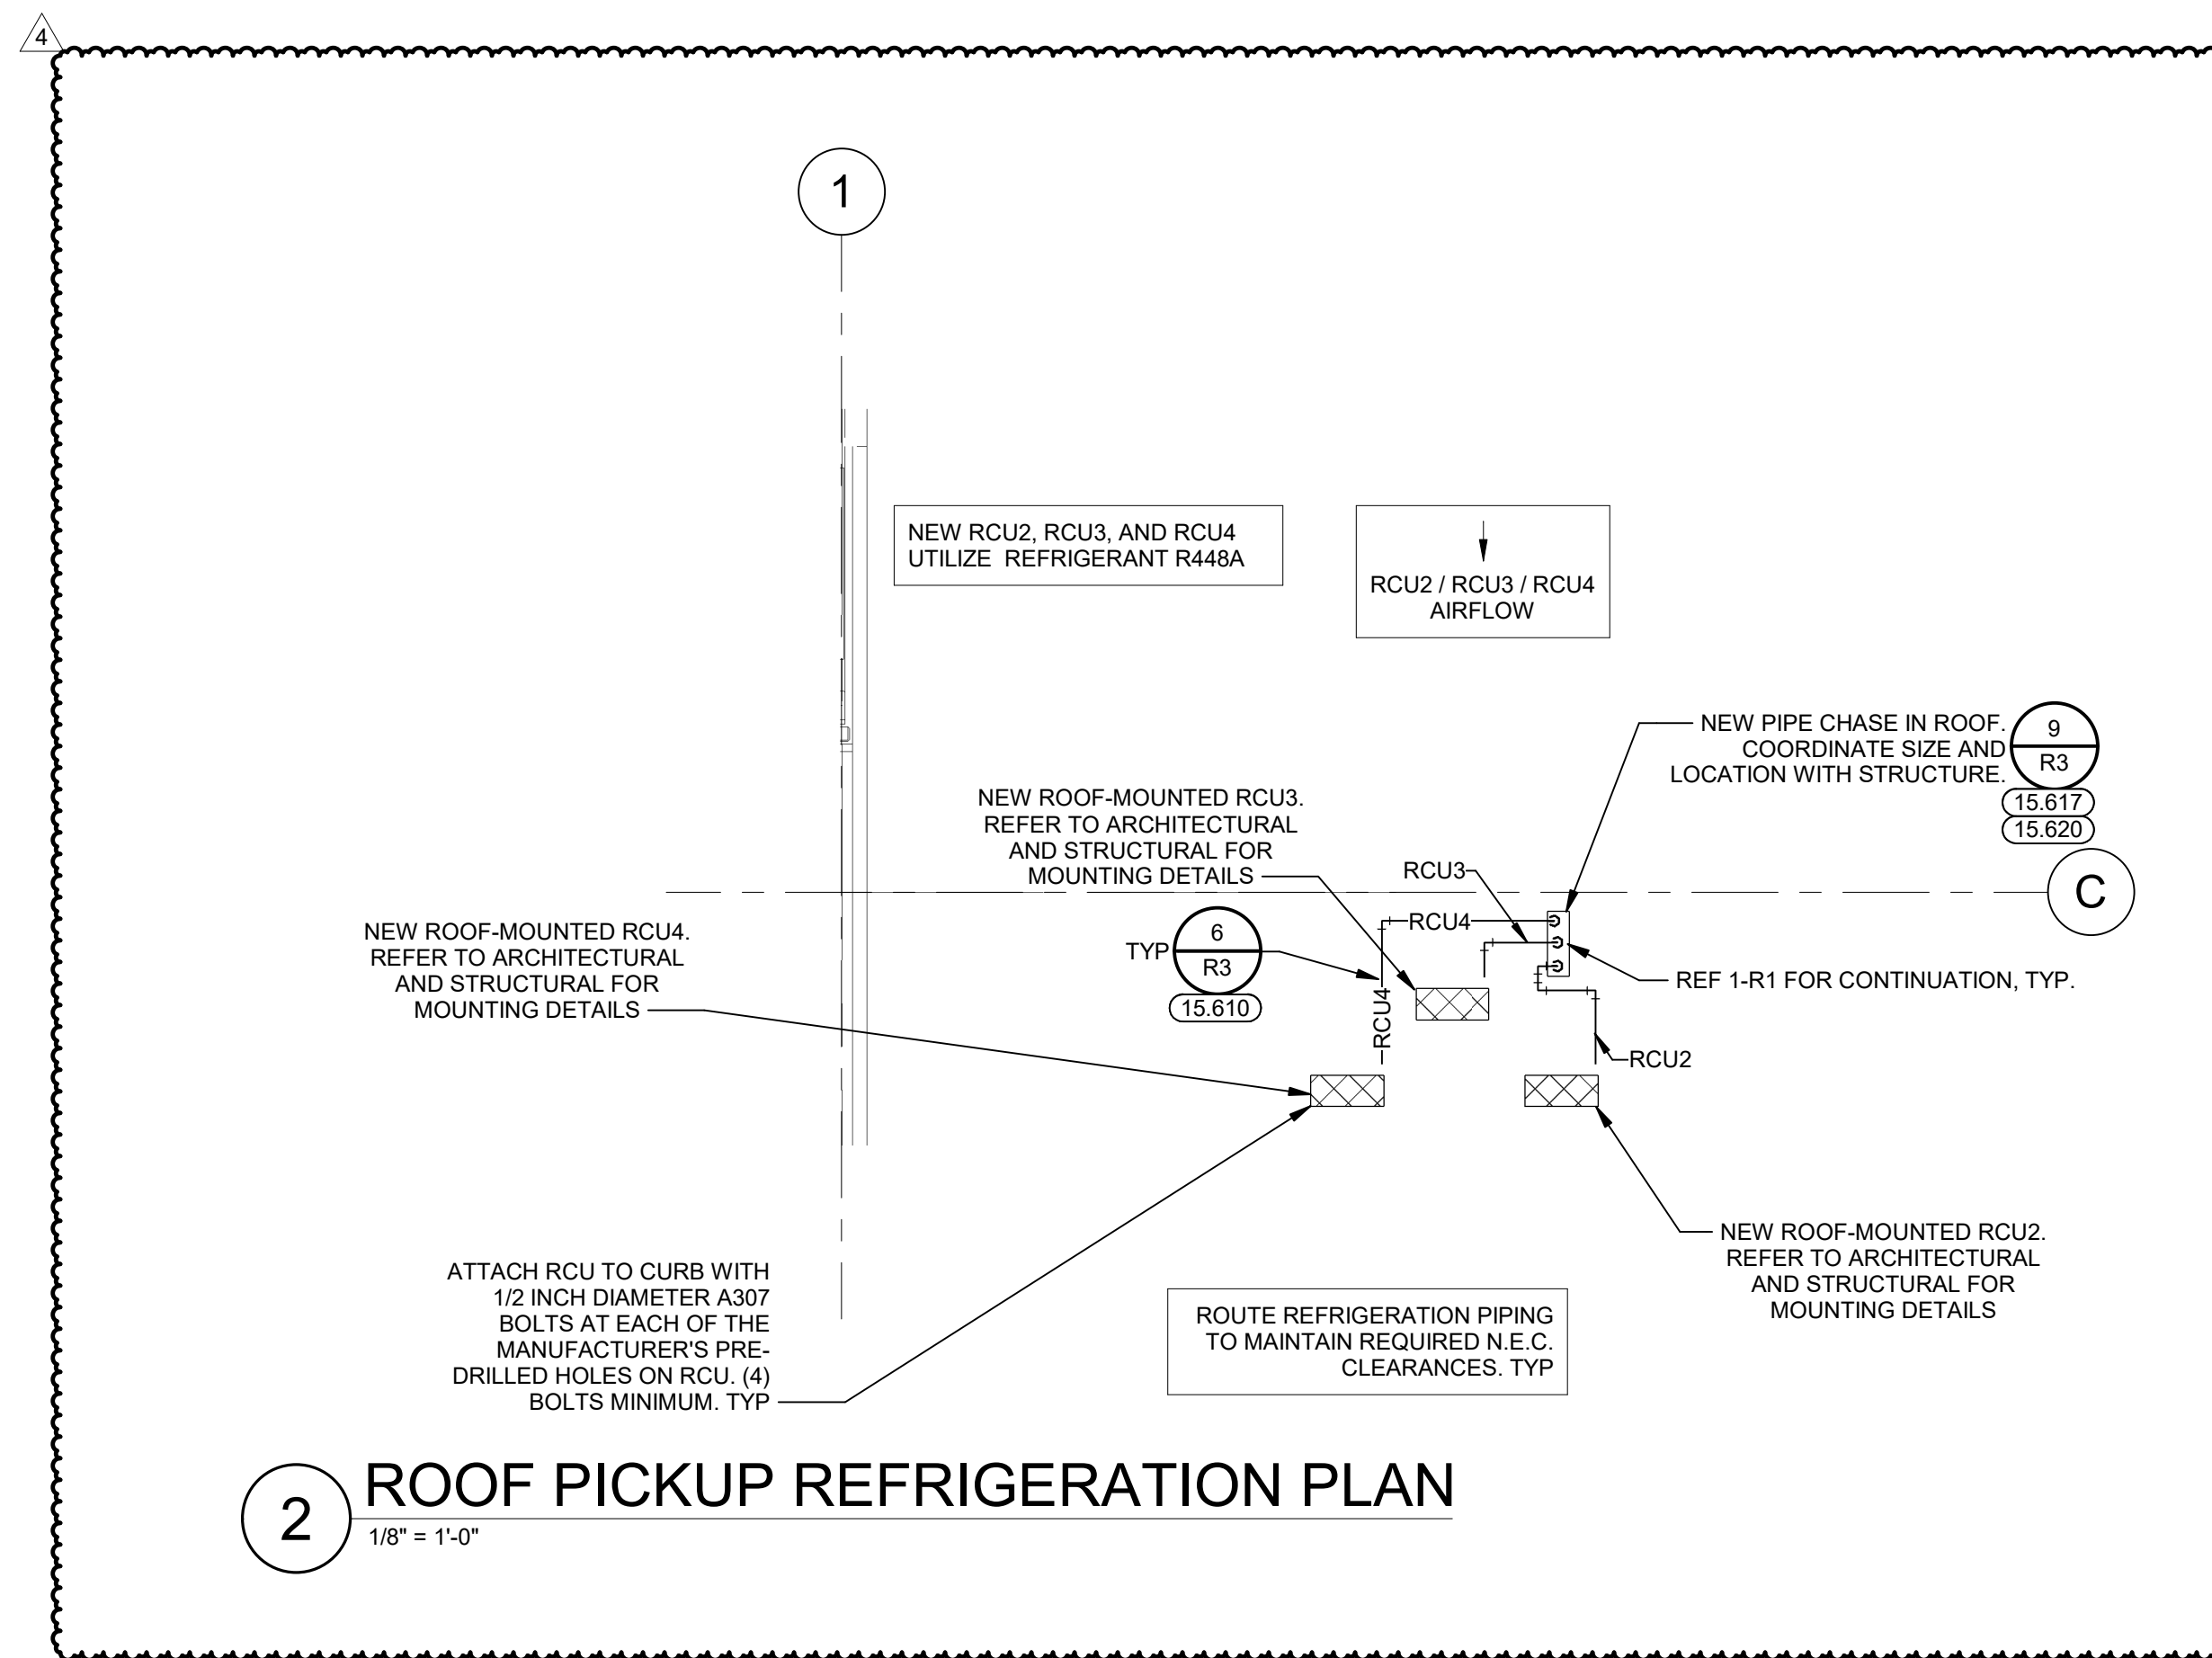 4
1
NEW RCU2, RCU3, AND RCU4
UTILIZE  REFRIGERANT R448A
RCU2 / RCU3 / RCU4
AIRFLOW
NEW PIPE CHASE IN ROOF.
COORDINATE SIZE AND
LOCATION WITH STRUCTURE.
9
R3
15.617
15.620
NEW ROOF-MOUNTED RCU3.
REFER TO ARCHITECTURAL
AND STRUCTURAL FOR
MOUNTING DETAILS
RCU3
C
RCU4
NEW ROOF-MOUNTED RCU4.
REFER TO ARCHITECTURAL
AND STRUCTURAL FOR
MOUNTING DETAILS
TYP
6
R3
15.610
RCU4
REF 1-R1 FOR CONTINUATION, TYP.
RCU2
NEW ROOF-MOUNTED RCU2.
REFER TO ARCHITECTURAL
AND STRUCTURAL FOR
MOUNTING DETAILS
ATTACH RCU TO CURB WITH
1/2 INCH DIAMETER A307
BOLTS AT EACH OF THE
MANUFACTURER'S PRE-
DRILLED HOLES ON RCU. (4)
BOLTS MINIMUM. TYP
ROUTE REFRIGERATION PIPING
TO MAINTAIN REQUIRED N.E.C.
CLEARANCES. TYP
2
ROOF PICKUP REFRIGERATION PLAN
1/8" = 1'-0"